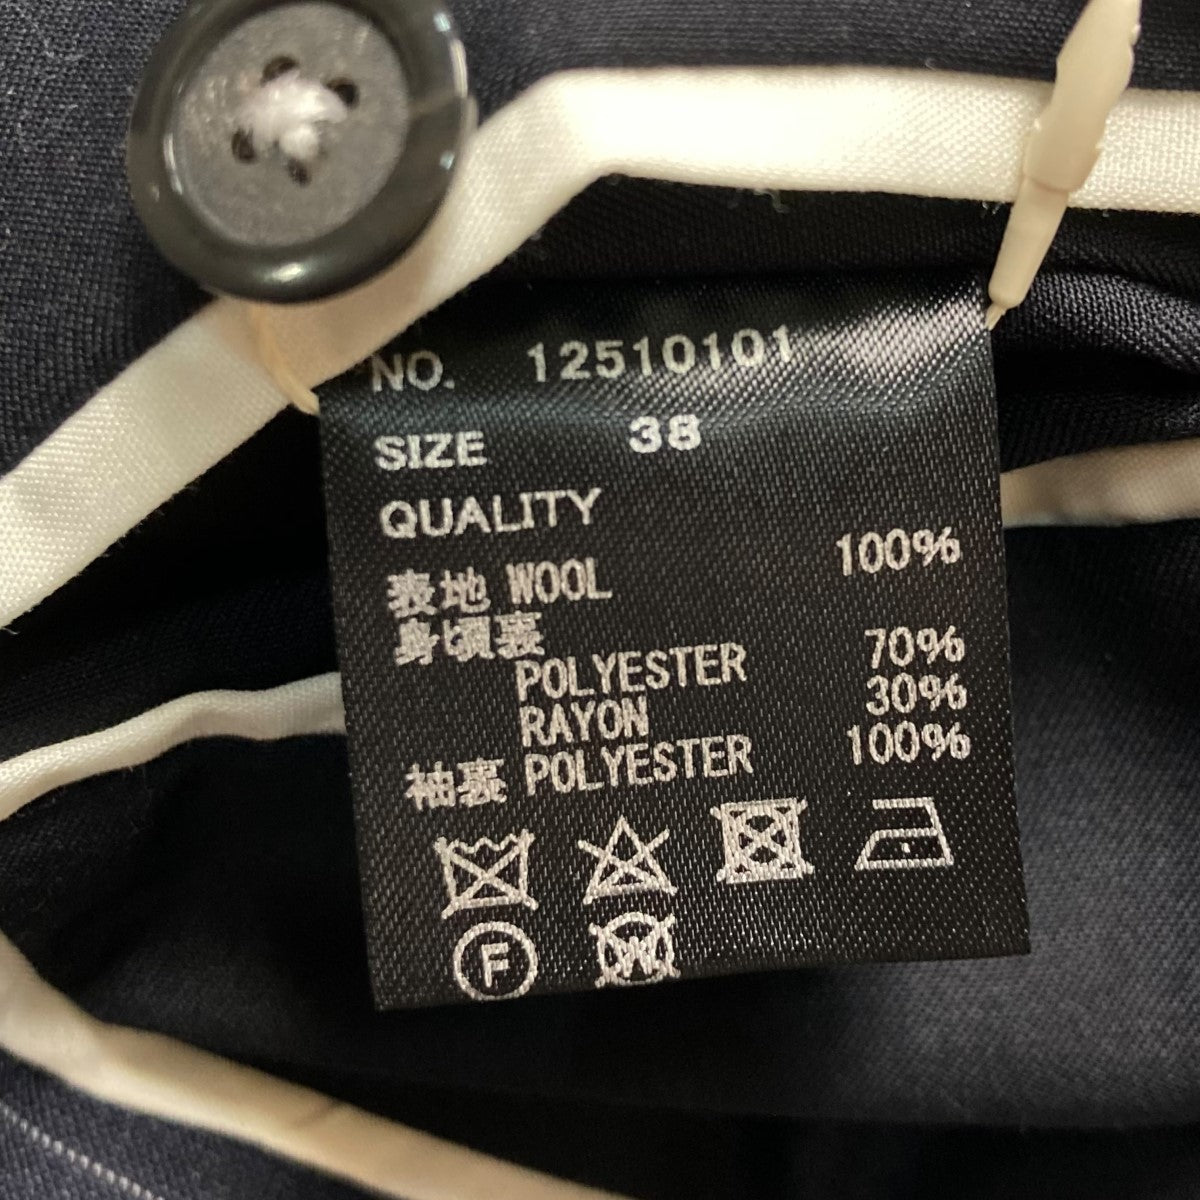 NO. 12510101
SIZE 38
QUALITY
表地 WOOL 100%
身頃裏
POLYESTER 70%
RAYON 30%
袖裏 POLYESTER 100%
F W